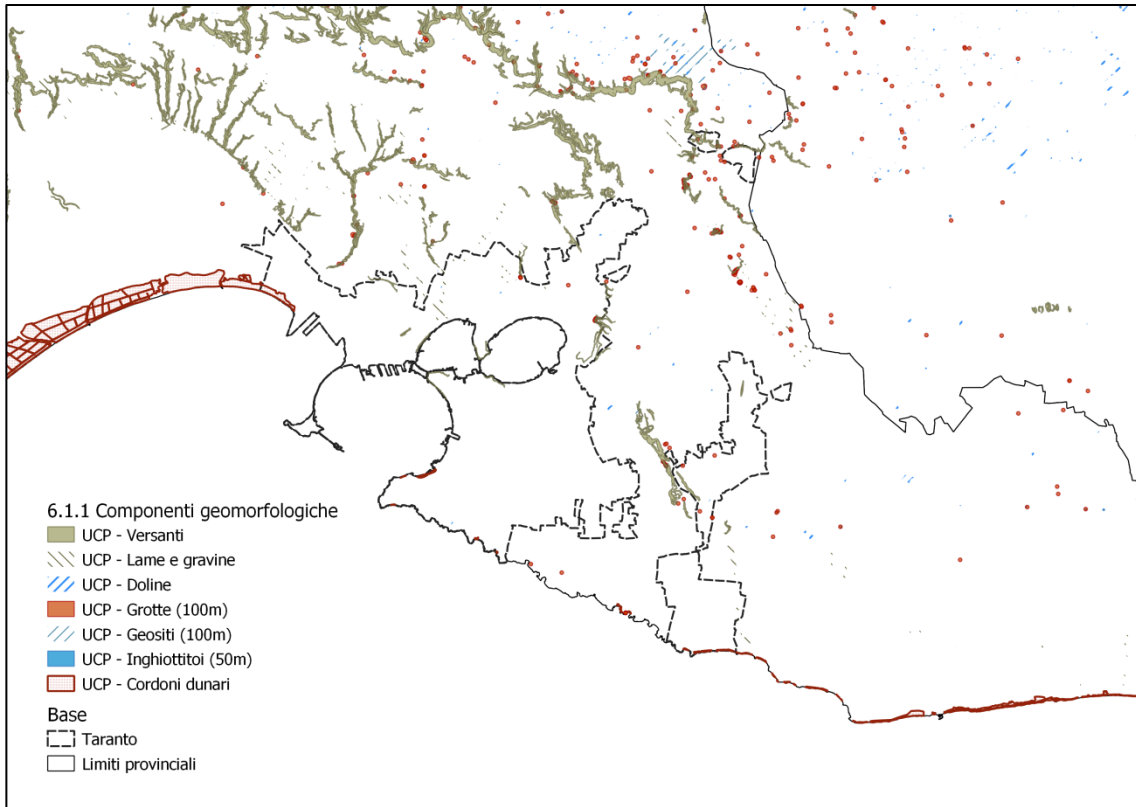 6.1.1 Componenti geomorfologiche
UCP - Versanti
UCP - Lame e gravine
UCP - Doline
UCP - Grotte (100m)
UCP - Geositi (100m)
UCP - Inghiottitoi (50m)
UCP - Cordoni dunari
Base
Taranto
Limiti provinciali